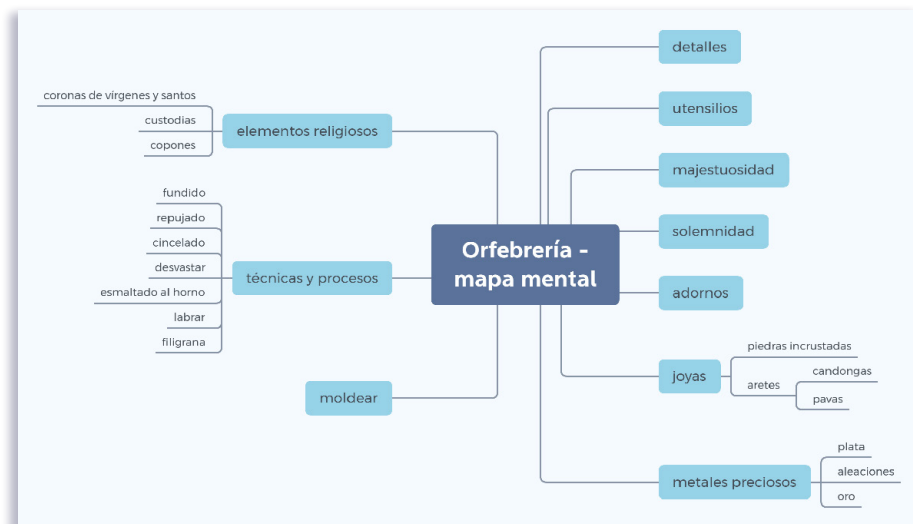 Orfebrería -
mapa mental
elementos religiosos
coronas de vírgenes y santos
custodias
copones
técnicas y procesos
fundido
repujado
cincelado
desvastar
esmaltado al horno
labrar
filigrana
moldear
detalles
utensilios
majestuosidad
solemnidad
adornos
joyas
piedras incrustadas
aretes
candongas
pavas
metales preciosos
plata
aleaciones
oro